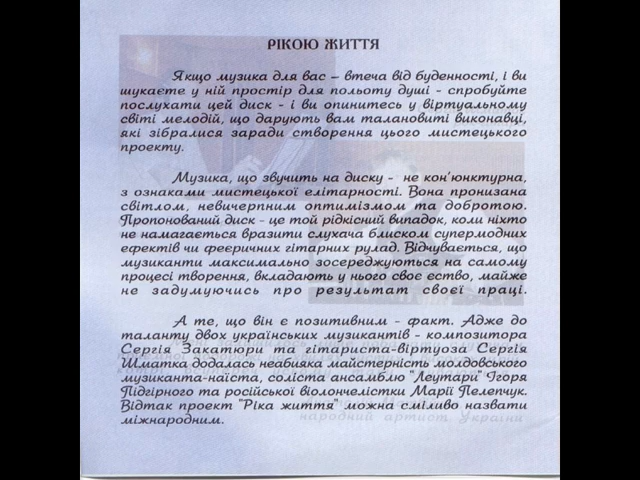 РІКОЮ ЖИТТЯ
Якщо музика для вас – втеча від буденності, і ви
шукаєте у ній простір для польоту душі - спробуйте
послухати цей диск - і ви опинитесь у віртуальному
світі мелодій, що дарують вам талановиті виконавці,
які зібралися заради створення цього мистецького
проекту.
Музика, що звучить на диску - не кон'юнктурна,
з ознаками мистецької елітарності. Вона пронизана
світлом, невичерпним оптимізмом та добротою.
Пропонований диск - це той рідкісний випадок, коли ніхто
не намагається вразити слухача блиском супермодних
ефектів чи феєричних гітарних рулад. Відчувається, що
музиканти максимально зосереджуються на самому
процесі творення, вкладають у нього своє єство, майже
не задумуючись про результат своєї праці.
А те, що він є позитивним - факт. Адже до
таланту двох українських музикантів - композитора
Сергія Закатюри та гітариста-віртуоза Сергія
Шматка додалась неабияка майстерність молдовського
музиканта-наїста, соліста ансамблю "Леутари" Ігоря
Підгірного та російської віолончелістки Марії Пелепчук.
Відтак проект "Ріка життя" можна сміливо назвати
міжнародним.
народний артист України